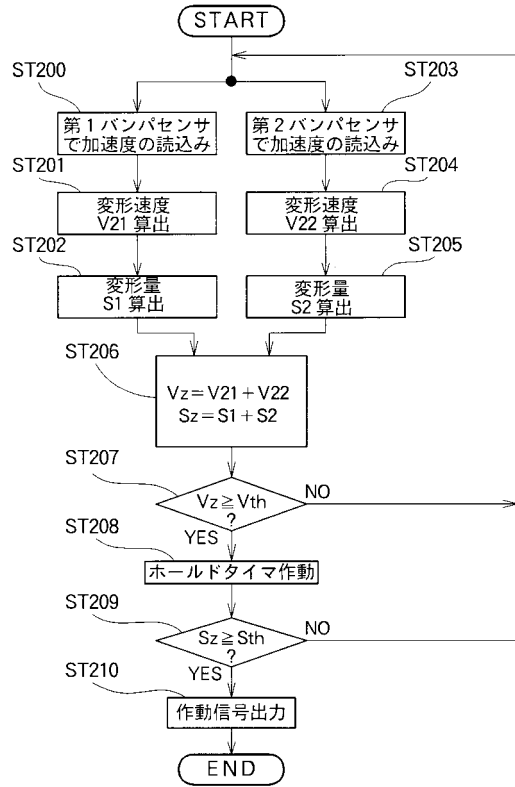 START
ST200
ST203
第1バンパセンサ
で加速度の読込み
第2バンパセンサ
で加速度の読込み
ST201
ST204
変形速度
V21 算出
変形速度
V22 算出
ST202
ST205
変形量
S1 算出
変形量
S2 算出
ST206
Vz=V21+V22
Sz=S1+S2
ST207
Vz≧Vth
?
NO
YES
ST208
ホールドタイマ作動
ST209
Sz≧Sth
?
NO
YES
ST210
作動信号出力
END